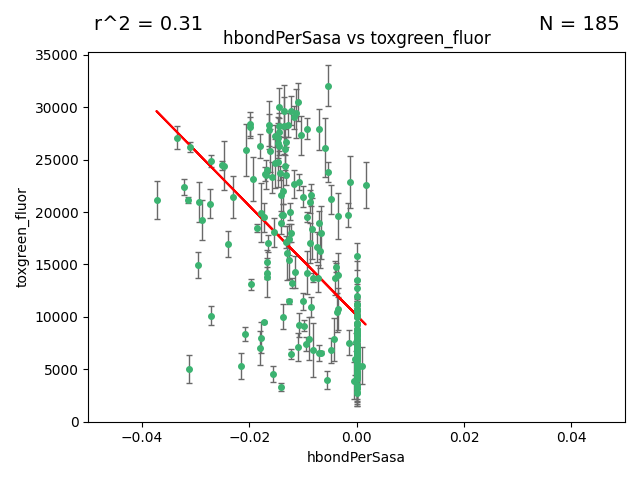 r^2 = 0.31
N = 185
hbondPerSasa vs toxgreen_fluor
35000
30000
25000
20000
15000
10000
5000
0
toxgreen_fluor
−0.04
−0.02
0.00
0.02
0.04
hbondPerSasa